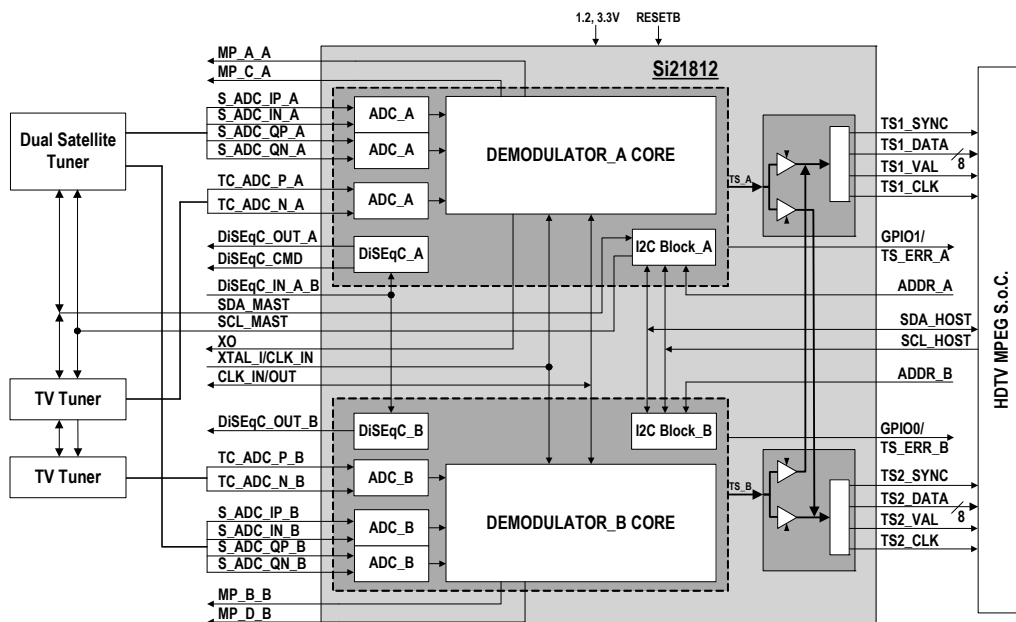 1.2, 3.3V
RESETB
Si21812
MP_A_A
MP_C_A
S_ADC_IP_A
S_ADC_IN_A
S_ADC_QP_A
S_ADC_QN_A
TC_ADC_P_A
TC_ADC_N_A
DiSEqC_OUT_A
DiSEqC_CMD
DiSEqC_IN_A_B
SDA_MAST
SCL_MAST
XO
XTAL_I/CLK_IN
CLK_IN/OUT
DiSEqC_OUT_B
TC_ADC_P_B
TC_ADC_N_B
S_ADC_IP_B
S_ADC_IN_B
S_ADC_QP_B
S_ADC_QN_B
MP_B_B
MP_D_B
Dual Satellite
Tuner
TV Tuner
TV Tuner
ADC_A
ADC_A
ADC_A
DiSEqC_A
DEMODULATOR_A CORE
I2C Block_A
TS_A
DiSEqC_B
I2C Block_B
ADC_B
ADC_B
ADC_B
DEMODULATOR_B CORE
TS_B
TS1_SYNC
TS1_DATA
8
TS1_VAL
TS1_CLK
GPIO1/
TS_ERR_A
ADDR_A
SDA_HOST
SCL_HOST
ADDR_B
GPIO0/
TS_ERR_B
TS2_SYNC
TS2_DATA
8
TS2_VAL
TS2_CLK
HDTV MPEG S.o.C.